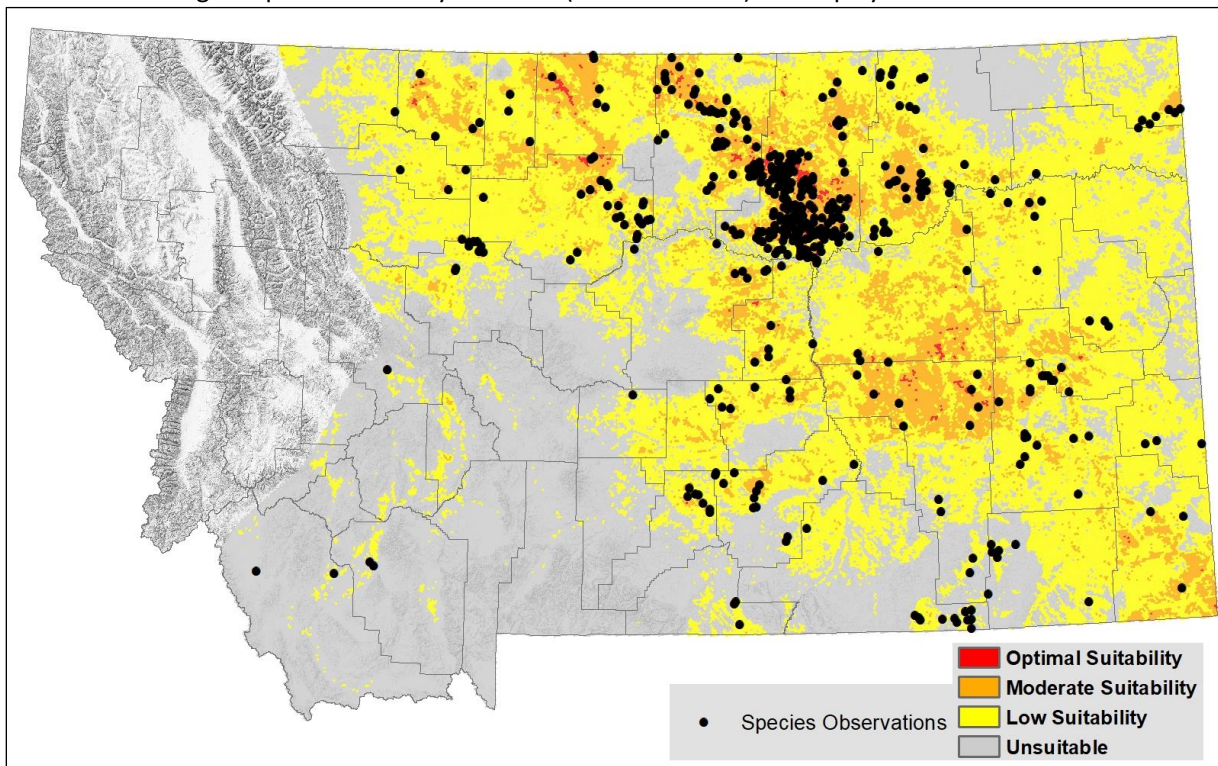 Species Observations
Optimal Suitability
Moderate Suitability
Low Suitability
Unsuitable